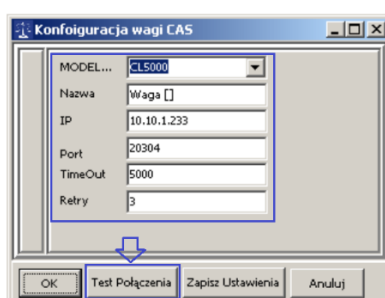 Konfoiguracja wagi CAS
MODEL... CL5000
Nazwa Waga []
IP 10.10.1.233
Port 20304
TimeOut 5000
Retry 3
OK Test Połączenia Zapisz Ustawienia Anuluj